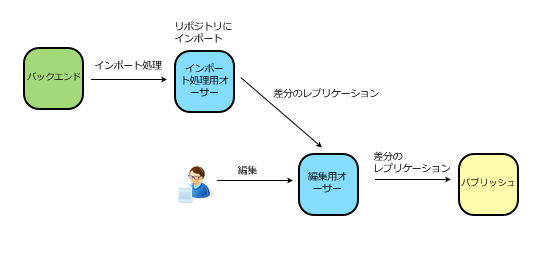 リポジトリに
インポート
バックエンド
インポート処理
インポー
ト処理用オ
ーサー
差分のレプリケーション
編集
編集用オ
ーサー
差分の
レプリケーション
パブリッシュ